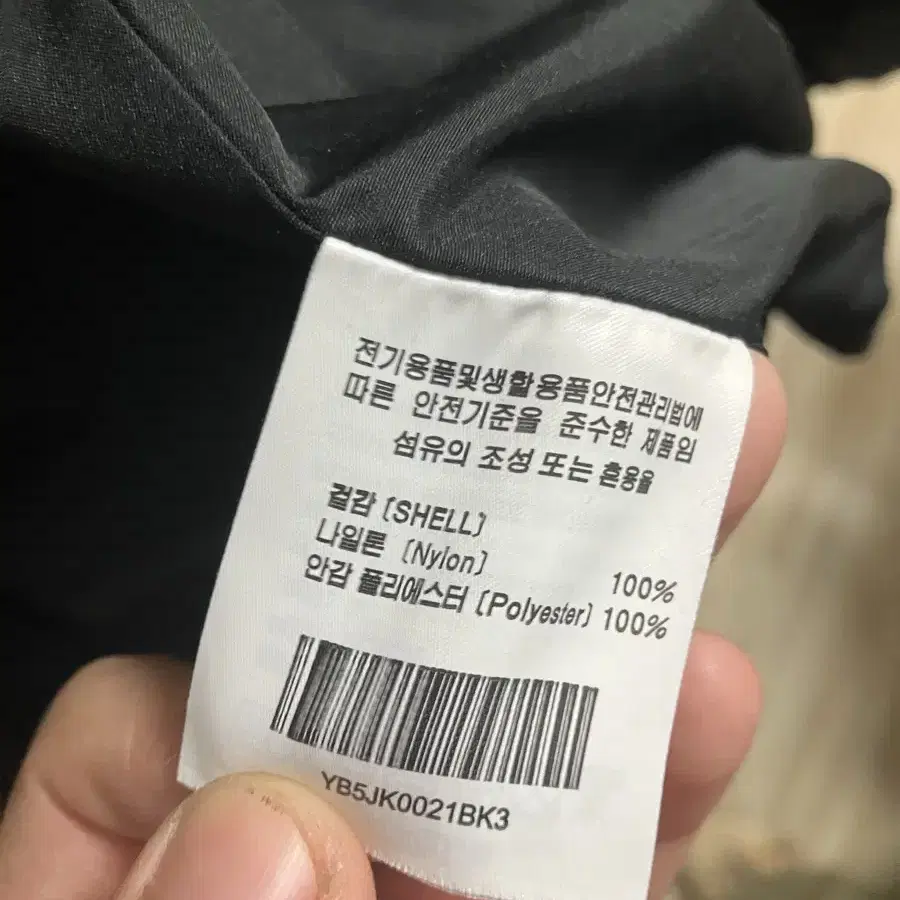 전기용품및생활용품안전관리법에
따른 안전기준을 준수한 제품임
섬유의 조성 또는 혼용율
겉감 (SHELL)
나일론 (Nylon) 100%
안감 폴리에스터 (Polyester) 100%
YB5JK0021BK3